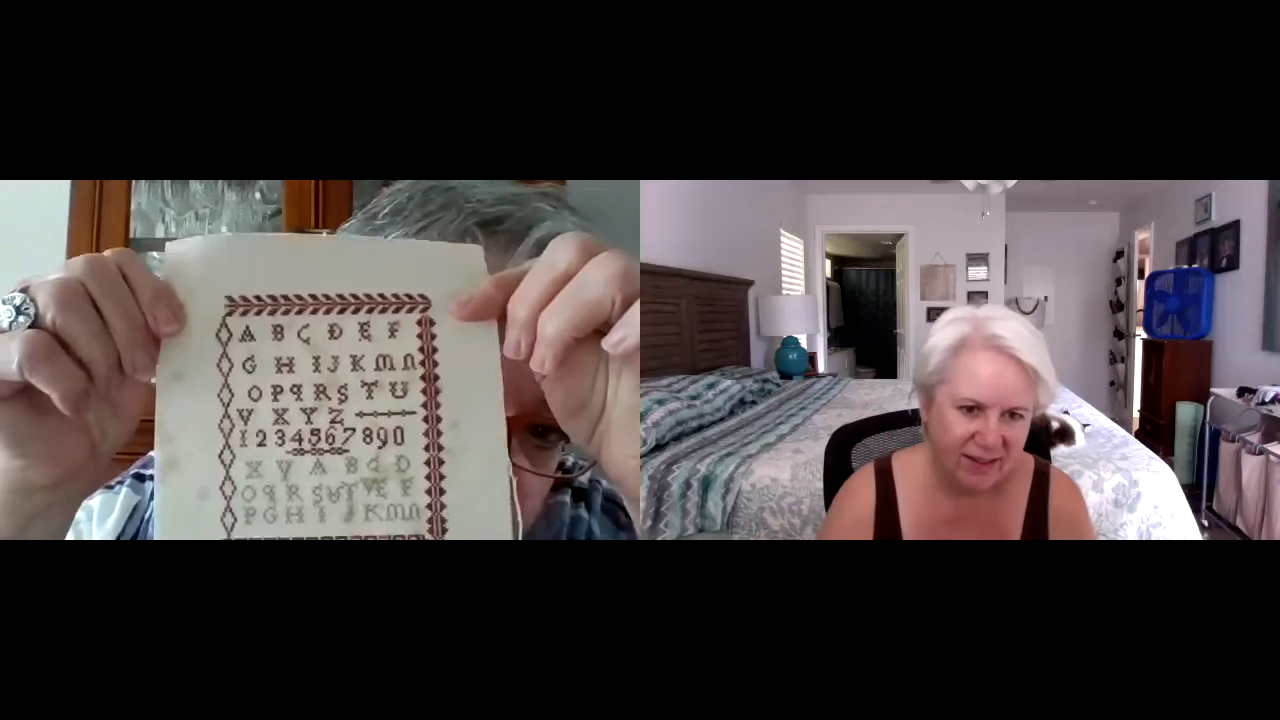 A B C D E F
G H I J K M N
O P q R S T U
V X Y Z
1 2 3 4 5 6 7 8 9 0
X V A B C D
O q R S U T V E F
P G H I J K M N